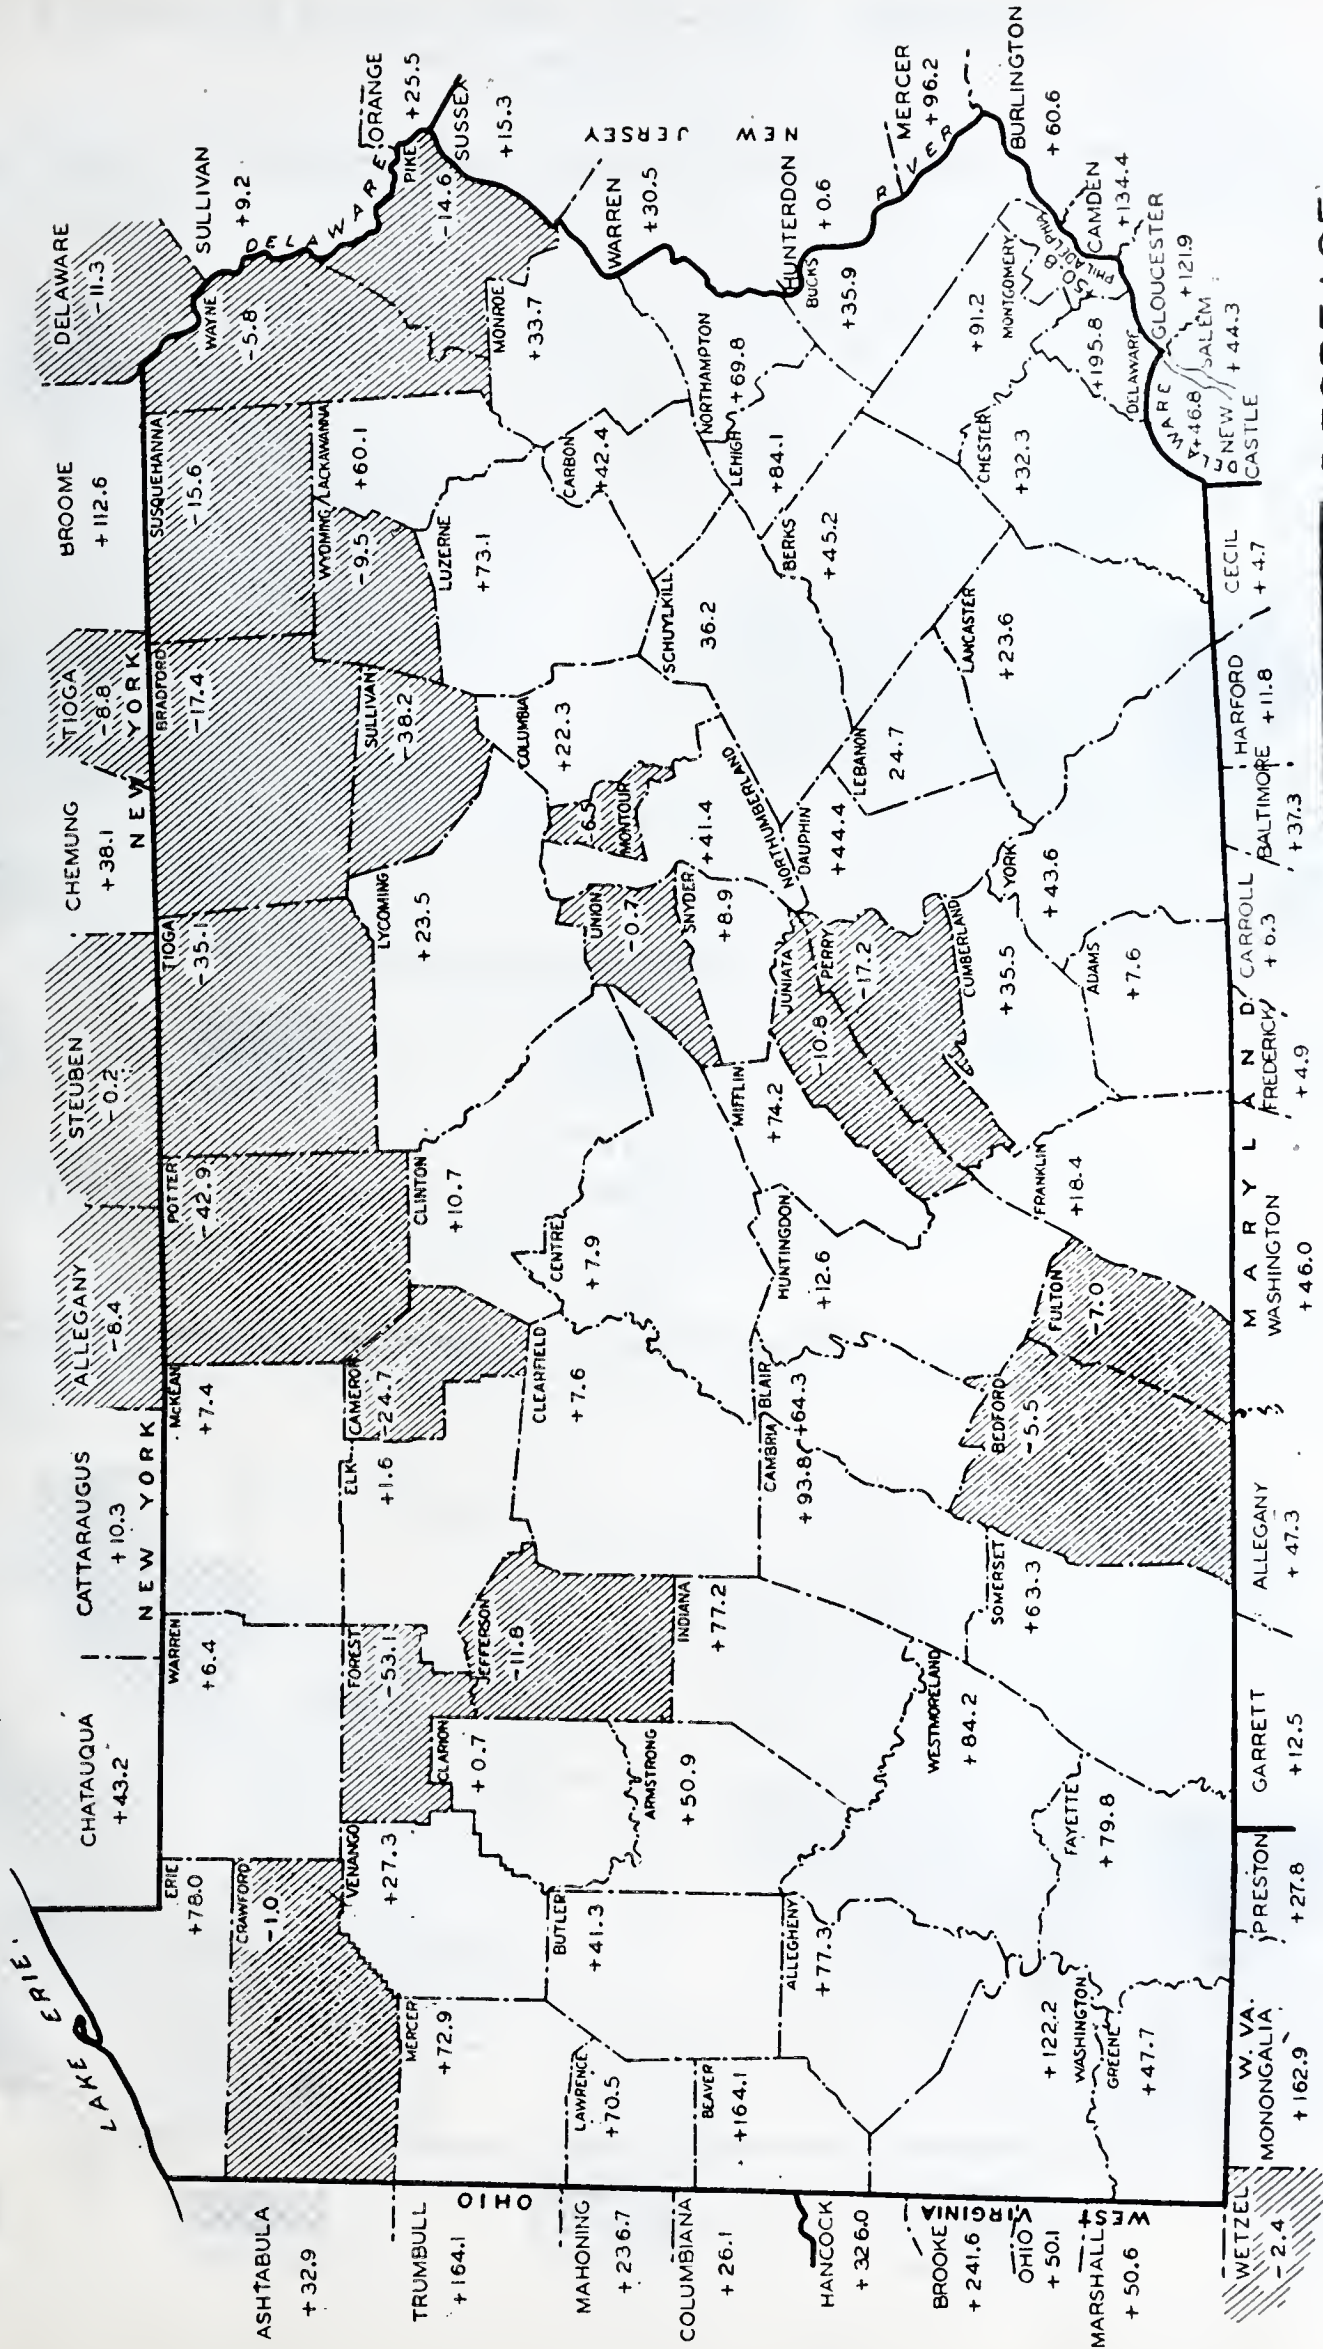 LAKE ERIE.
CHATAUQUA
+43.2
CATTARAUGUS
+10.3
ALLEGANY
-8.4
STEUBEN
-0.2
CHEMUNG
+38.1
TIOGA
-8.8
BROOME
+112.6
DELAWARE
-11.3
NEW YORK
NEW YORK
SULLIVAN
+9.2
ORANGE
+25.5
SUSSEX
+15.3
NEW JERSEY
WARREN
+30.5
HUNTERDON
+0.6
MERCER
+96.2
BURLINGTON
+60.6
CAMDEN
+134.4
GLOUCESTER
+121.9
SALEM
+44.3
NEW CASTLE
+46.8
DELAWARE
RIVER
DELAWARE
ERIE
+78.0
CRAWFORD
-1.0
WARREN
+6.4
McKEAN
+7.4
POTTER
-42.9
TIOGA
-35.1
BRADFORD
-17.4
SUSQUEHANNA
-15.6
WAYNE
-5.8
PIKE
-14.6
MERCER
+72.9
VENANGO
+27.3
FOREST
-53.1
ELK
+1.6
CAMERON
-24.7
CLINTON
+10.7
LYCOMING
+23.5
SULLIVAN
-38.2
WYOMING
-9.5
LACKAWANNA
+60.1
LUZERNE
+73.1
MONROE
+33.7
LAWRENCE
+70.5
BUTLER
+41.3
CLARION
+0.7
JEFFERSON
-11.8
CLEARFIELD
+7.6
CENTRE
+7.9
UNION
-0.7
MONTOUR
-6.5
COLUMBIA
+22.3
CARBON
+42.4
NORTHAMPTON
+69.8
BEAVER
+164.1
ARMSTRONG
+50.9
INDIANA
+77.2
CAMBRIA
+93.8
BLAIR
+64.3
HUNTINGDON
+12.6
MIFFLIN
+74.2
SNYDER
+8.9
JUNIATA
-10.8
PERRY
-17.2
NORTHUMBERLAND
+41.4
DAUPHIN
+44.4
SCHUYLKILL
36.2
LEHIGH
+84.1
BERKS
+45.2
LEBANON
24.7
BUCKS
+35.9
MONTGOMERY
+91.2
PHILADELPHIA
DELAWARE
+195.8
CHESTER
+32.3
LANCASTER
+23.6
ALLEGHENY
+77.3
WESTMORELAND
+84.2
WASHINGTON
+122.2
GREENE
+47.7
FAYETTE
+79.8
SOMERSET
+63.3
BEDFORD
-5.5
FULTON
-7.0
FRANKLIN
+18.4
CUMBERLAND
+35.5
ADAMS
+7.6
YORK
+43.6
OHIO
ASHTABULA
+32.9
TRUMBULL
+164.1
MAHONING
+236.7
COLUMBIANA
+26.1
HANCOCK
+326.0
BROOKE
+241.6
OHIO
+50.1
MARSHALL
+50.6
WEST VIRGINIA
WETZEL
-2.4
W. VA.
MONONGALIA
+162.9
PRESTON
+27.8
GARRETT
+12.5
ALLEGANY
+47.3
MARYLAND
WASHINGTON
+46.0
FREDERICK
+4.9
CARROLL
+6.3
BALTIMORE
+37.3
HARFORD
+11.8
CECIL
+4.7